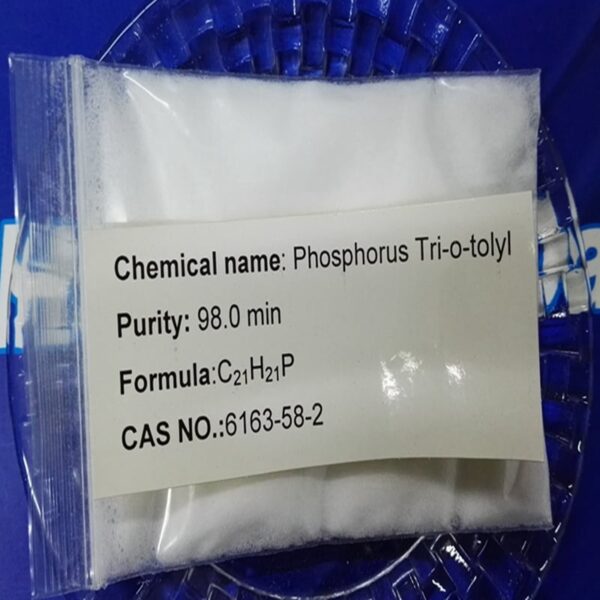 Chemical name: Phosphorus Tri-o-tolyl
Purity: 98.0 min
Formula:C₂₁H₂₁P
CAS NO.:6163-58-2